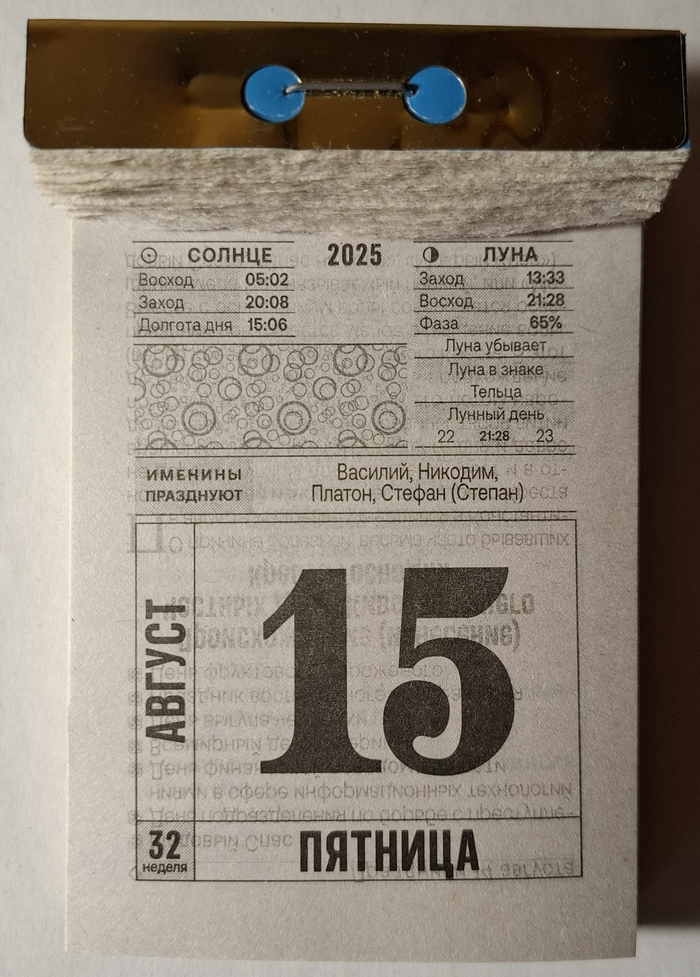 СОЛНЦЕ
Восход 05:02
Заход 20:08
Долгота дня 15:06
2025
ЛУНА
Заход 13:33
Восход 21:28
Фаза 65%
Луна убывает
Луна в знаке
Тельца
Лунный день
22 21:28 23
ИМЕНИНЫ
ПРАЗДНУЮТ
Василий, Никодим,
Платон, Стефан (Степан)
АВГУСТ
15
32
неделя
ПЯТНИЦА